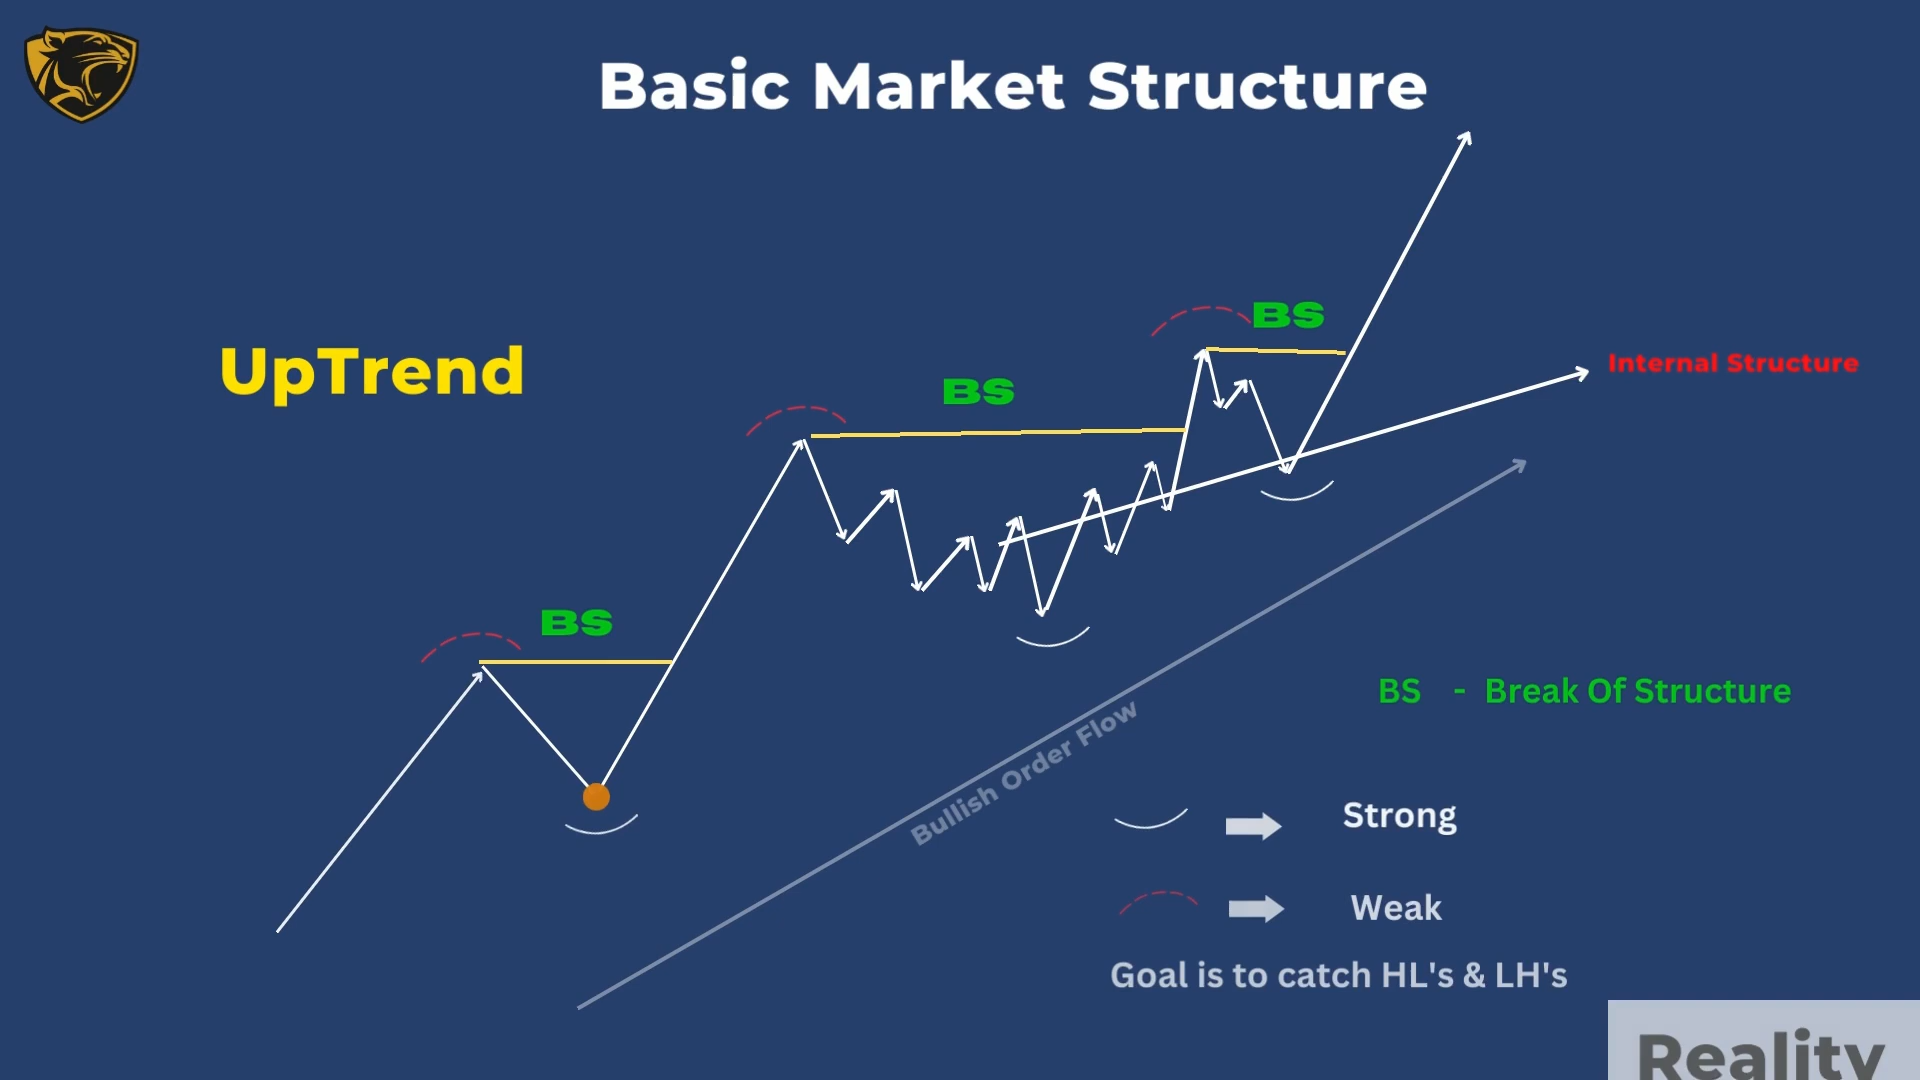 Basic Market Structure
UpTrend
BS
BS
BS
Internal Structure
Bullish Order Flow
BS - Break Of Structure
Strong
Weak
Goal is to catch HL's & LH's
Reality